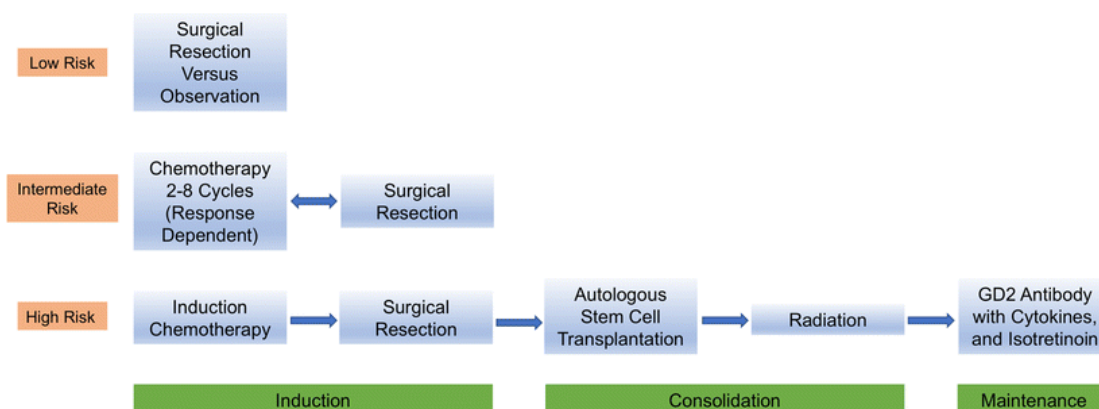 Low Risk
Surgical
Resection
Versus
Observation
Intermediate
Risk
Chemotherapy
2-8 Cycles
(Response
Dependent)
Surgical
Resection
High Risk
Induction
Chemotherapy
Surgical
Resection
Autologous
Stem Cell
Transplantation
Radiation
GD2 Antibody
with Cytokines,
and Isotretinoin
Induction
Consolidation
Maintenance